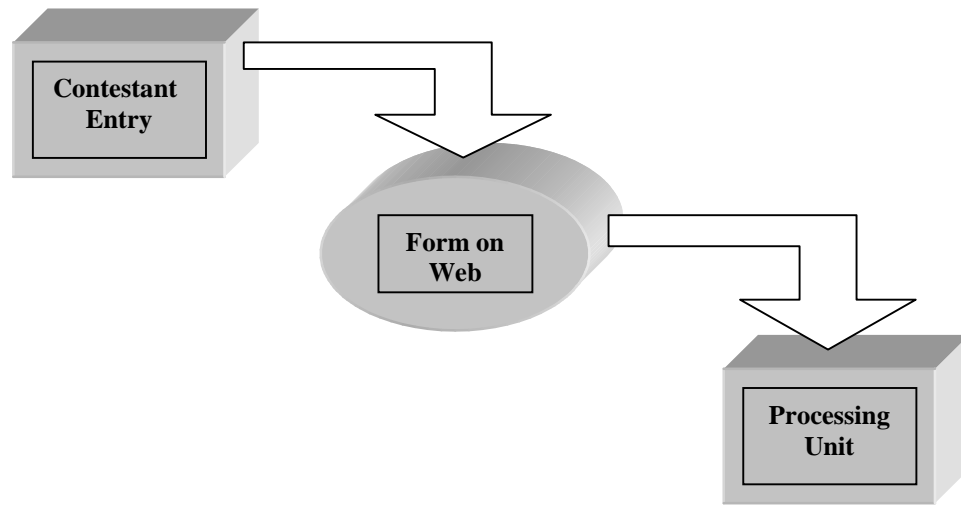 Contestant
Entry
Form on
Web
Processing
Unit